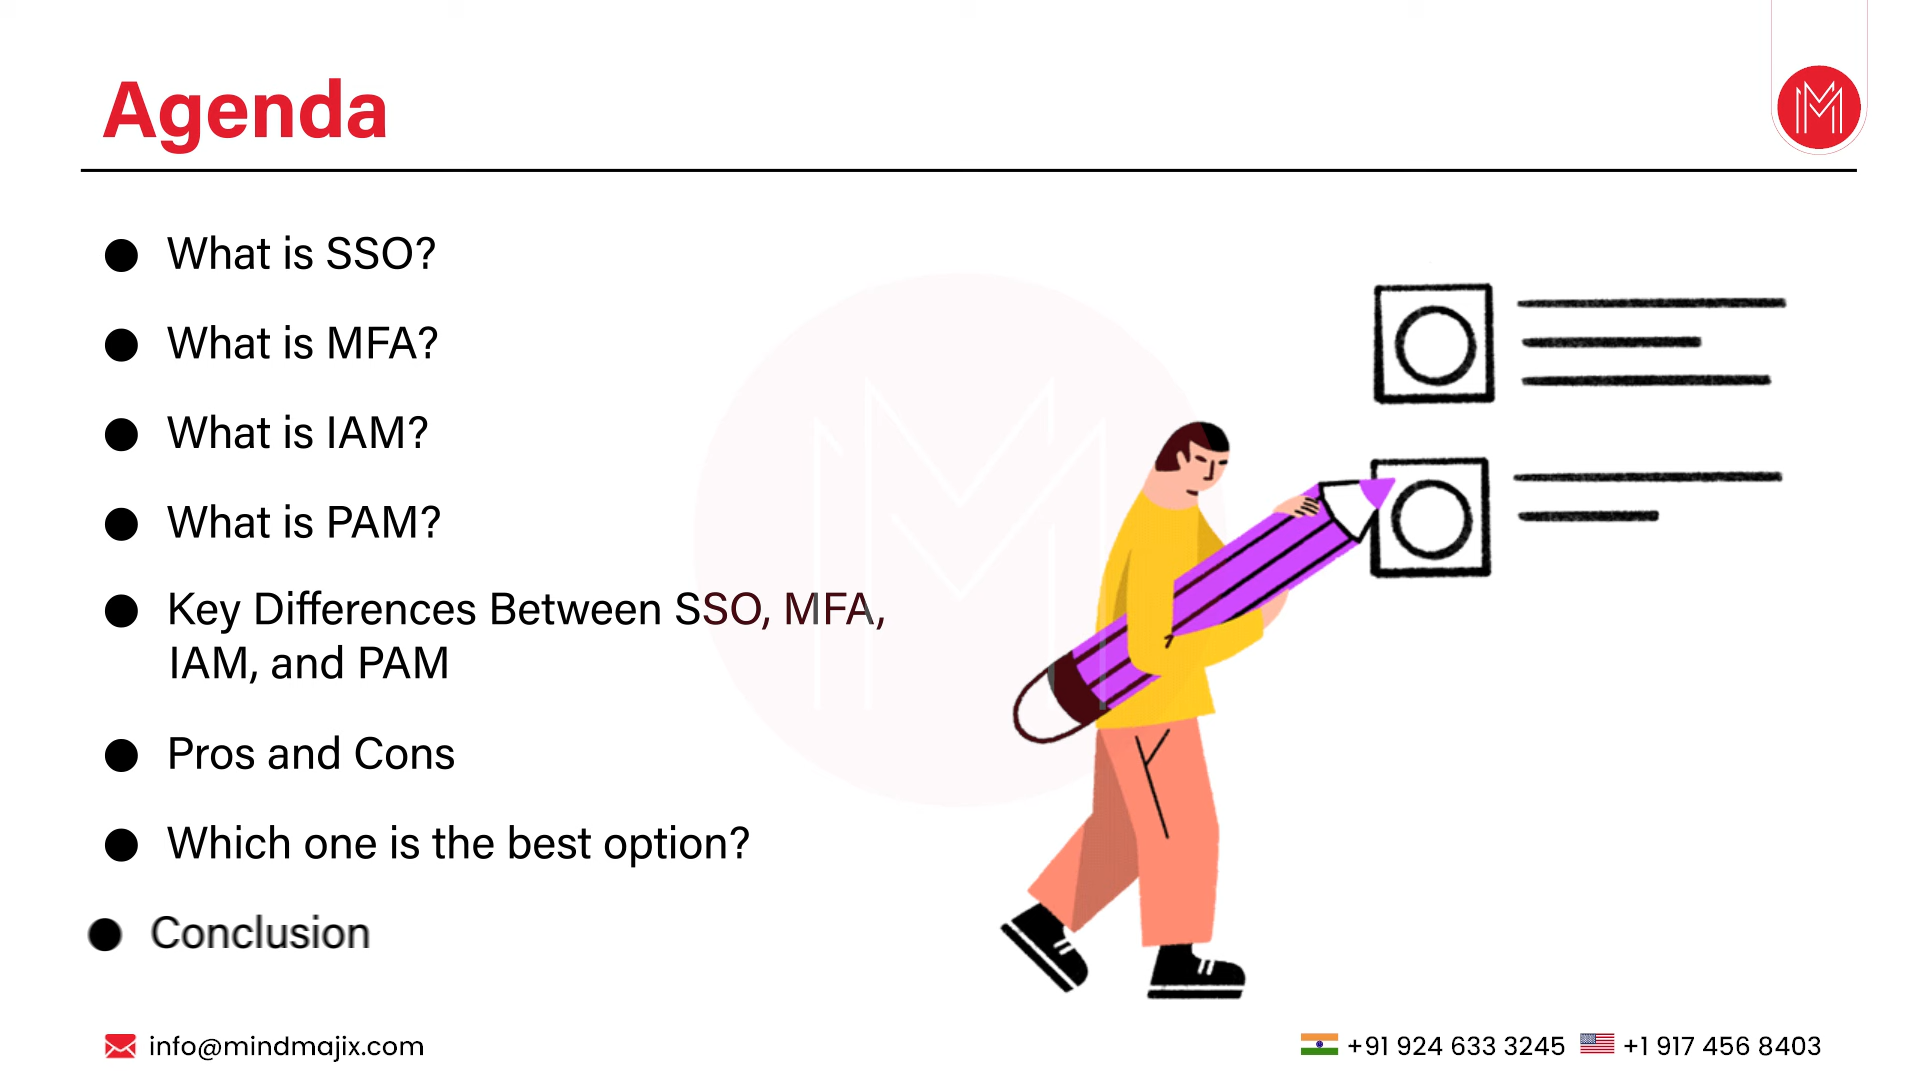 Agenda
What is SSO?
What is MFA?
What is IAM?
What is PAM?
Key Differences Between SSO, MFA,
IAM, and PAM
Pros and Cons
Which one is the best option?
Conclusion
info@mindmajix.com
+91 924 633 3245
+1 917 456 8403